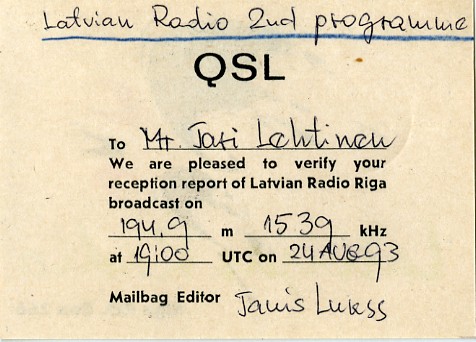 Latvian Radio 2nd programme
QSL
To Mr. Jari Lehtinen
We are pleased to verify your
reception report of Latvian Radio Riga
broadcast on
194.9 m 1539 kHz
at 19:00 UTC on 24 AUG 93
Mailbag Editor Janis Lukss